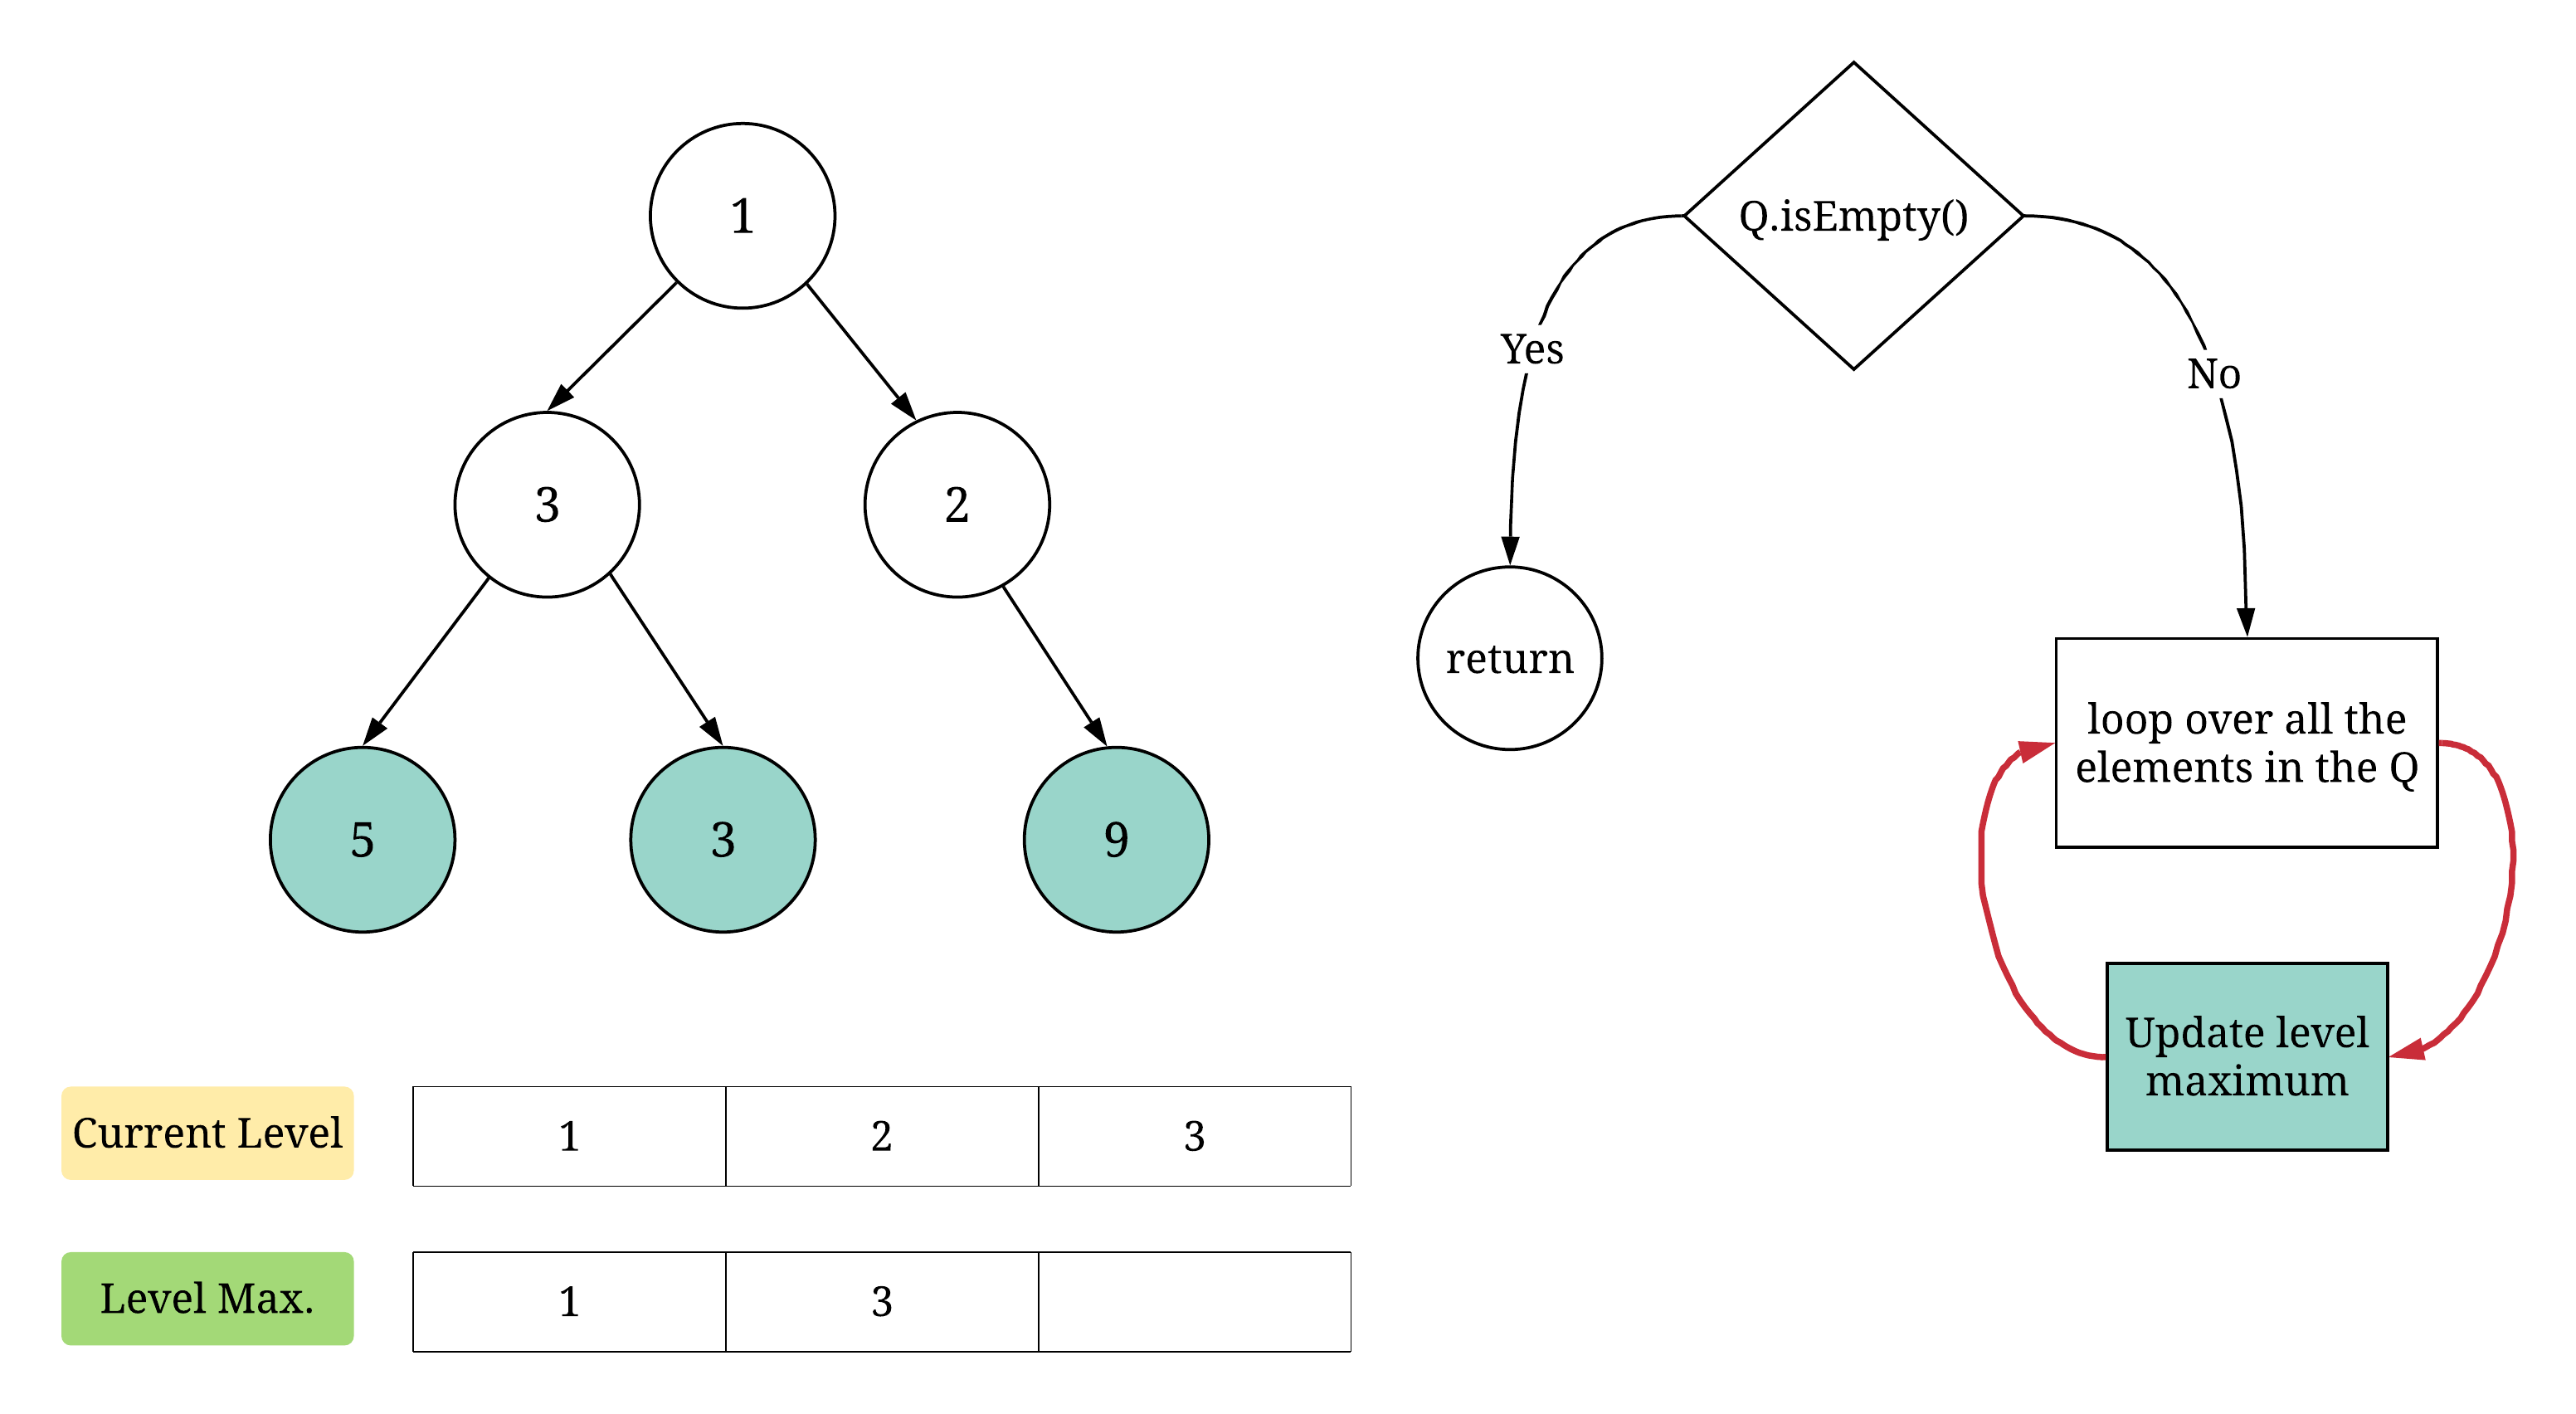 1
3
2
5
3
9
Current Level
1
2
3
Level Max.
1
3
Q.isEmpty()
Yes
No
return
loop over all the
elements in the Q
Update level
maximum